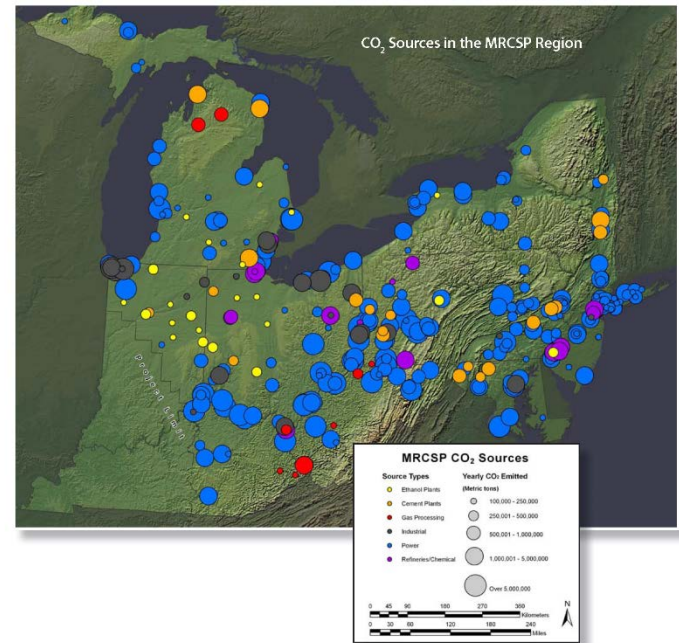 CO₂ Sources in the MRCSP Region
Project Limit
MRCSP CO₂ Sources
Source Types
Ethanol Plants
Cement Plants
Gas Processing
Industrial
Power
Refineries/Chemical
Yearly CO₂ Emitted
(Metric tons)
100,000 - 250,000
250,001 - 500,000
500,001 - 1,000,000
1,000,001 - 5,000,000
Over 5,000,000
N
0 45 90 180 270 360
Kilometers
0 30 60 120 180 240
Miles